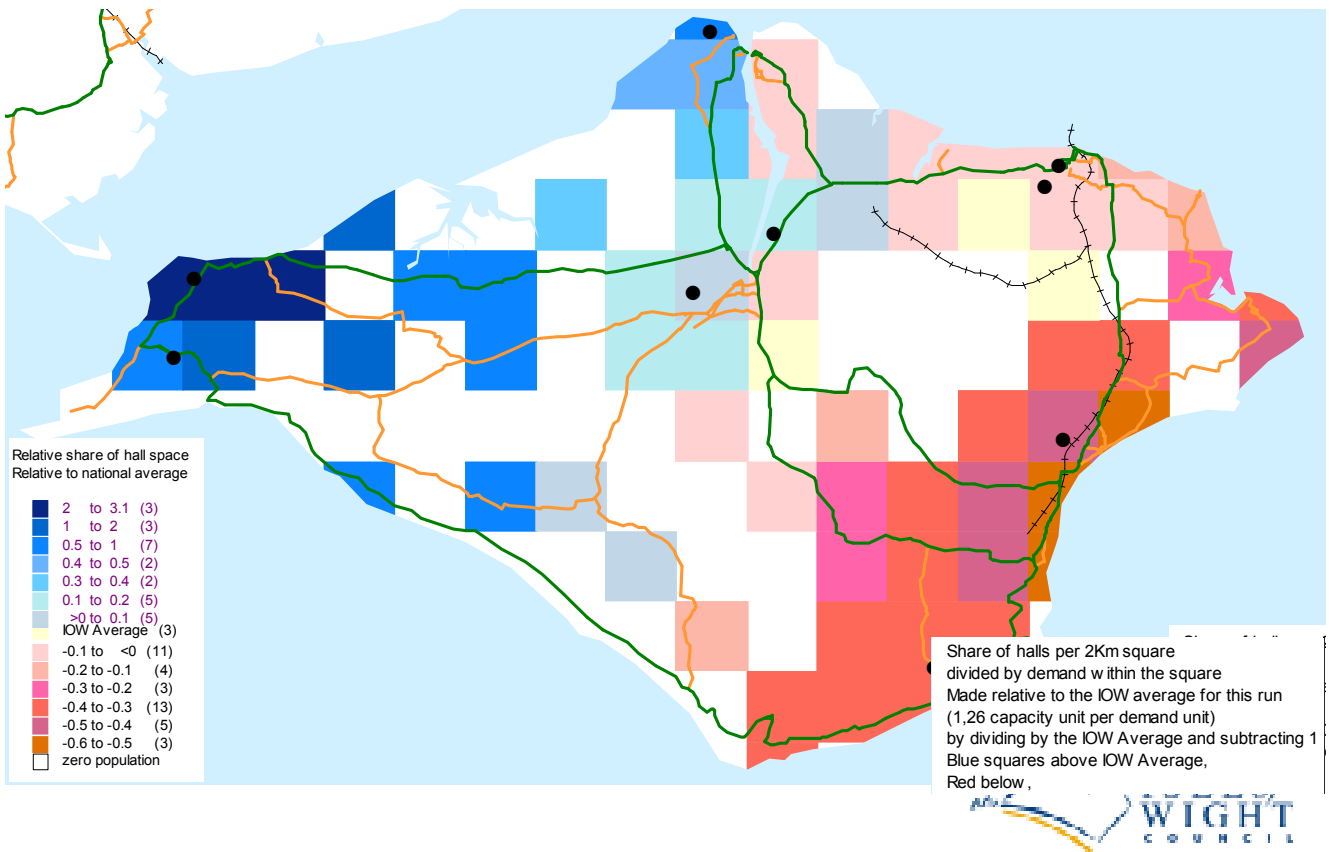 Relative share of hall space
Relative to national average
2 to 3.1 (3)
1 to 2 (3)
0.5 to 1 (7)
0.4 to 0.5 (2)
0.3 to 0.4 (2)
0.1 to 0.2 (5)
>0 to 0.1 (5)
IOW Average (3)
-0.1 to <0 (11)
-0.2 to -0.1 (4)
-0.3 to -0.2 (3)
-0.4 to -0.3 (13)
-0.5 to -0.4 (5)
-0.6 to -0.5 (3)
zero population
Share of halls per 2Km square
divided by demand within the square
Made relative to the IOW average for this run
(1,26 capacity unit per demand unit)
by dividing by the IOW Average and subtracting 1
Blue squares above IOW Average,
Red below,
WIGHT
COUNCIL